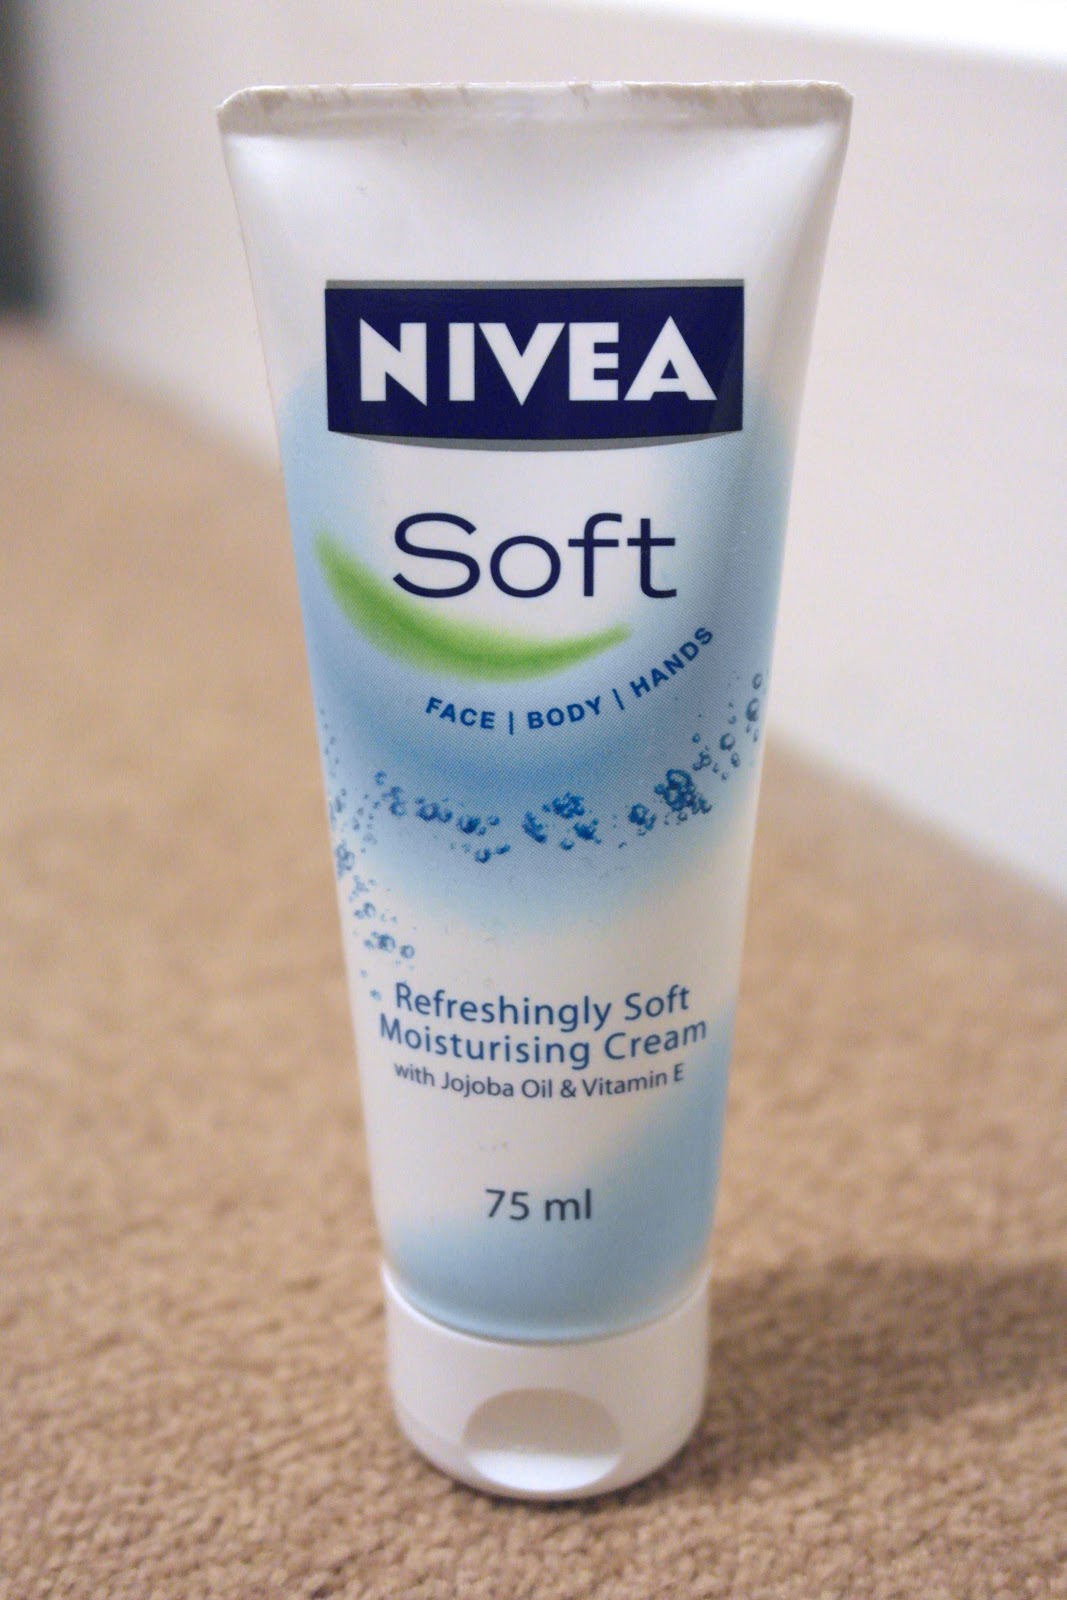 NIVEA
Soft
FACE | BODY | HANDS
Refreshingly Soft
Moisturising Cream
with Jojoba Oil & Vitamin E
75 ml